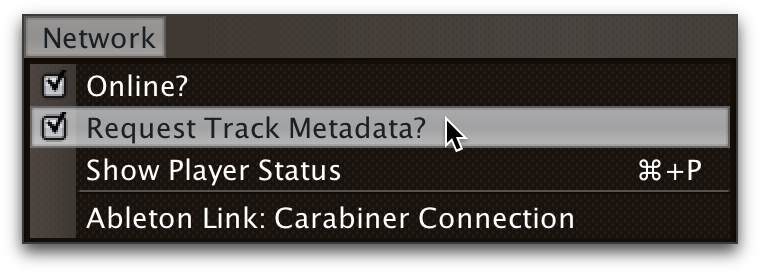 Network
Online?
Request Track Metadata?
Show Player Status ⌘+P
Ableton Link: Carabiner Connection